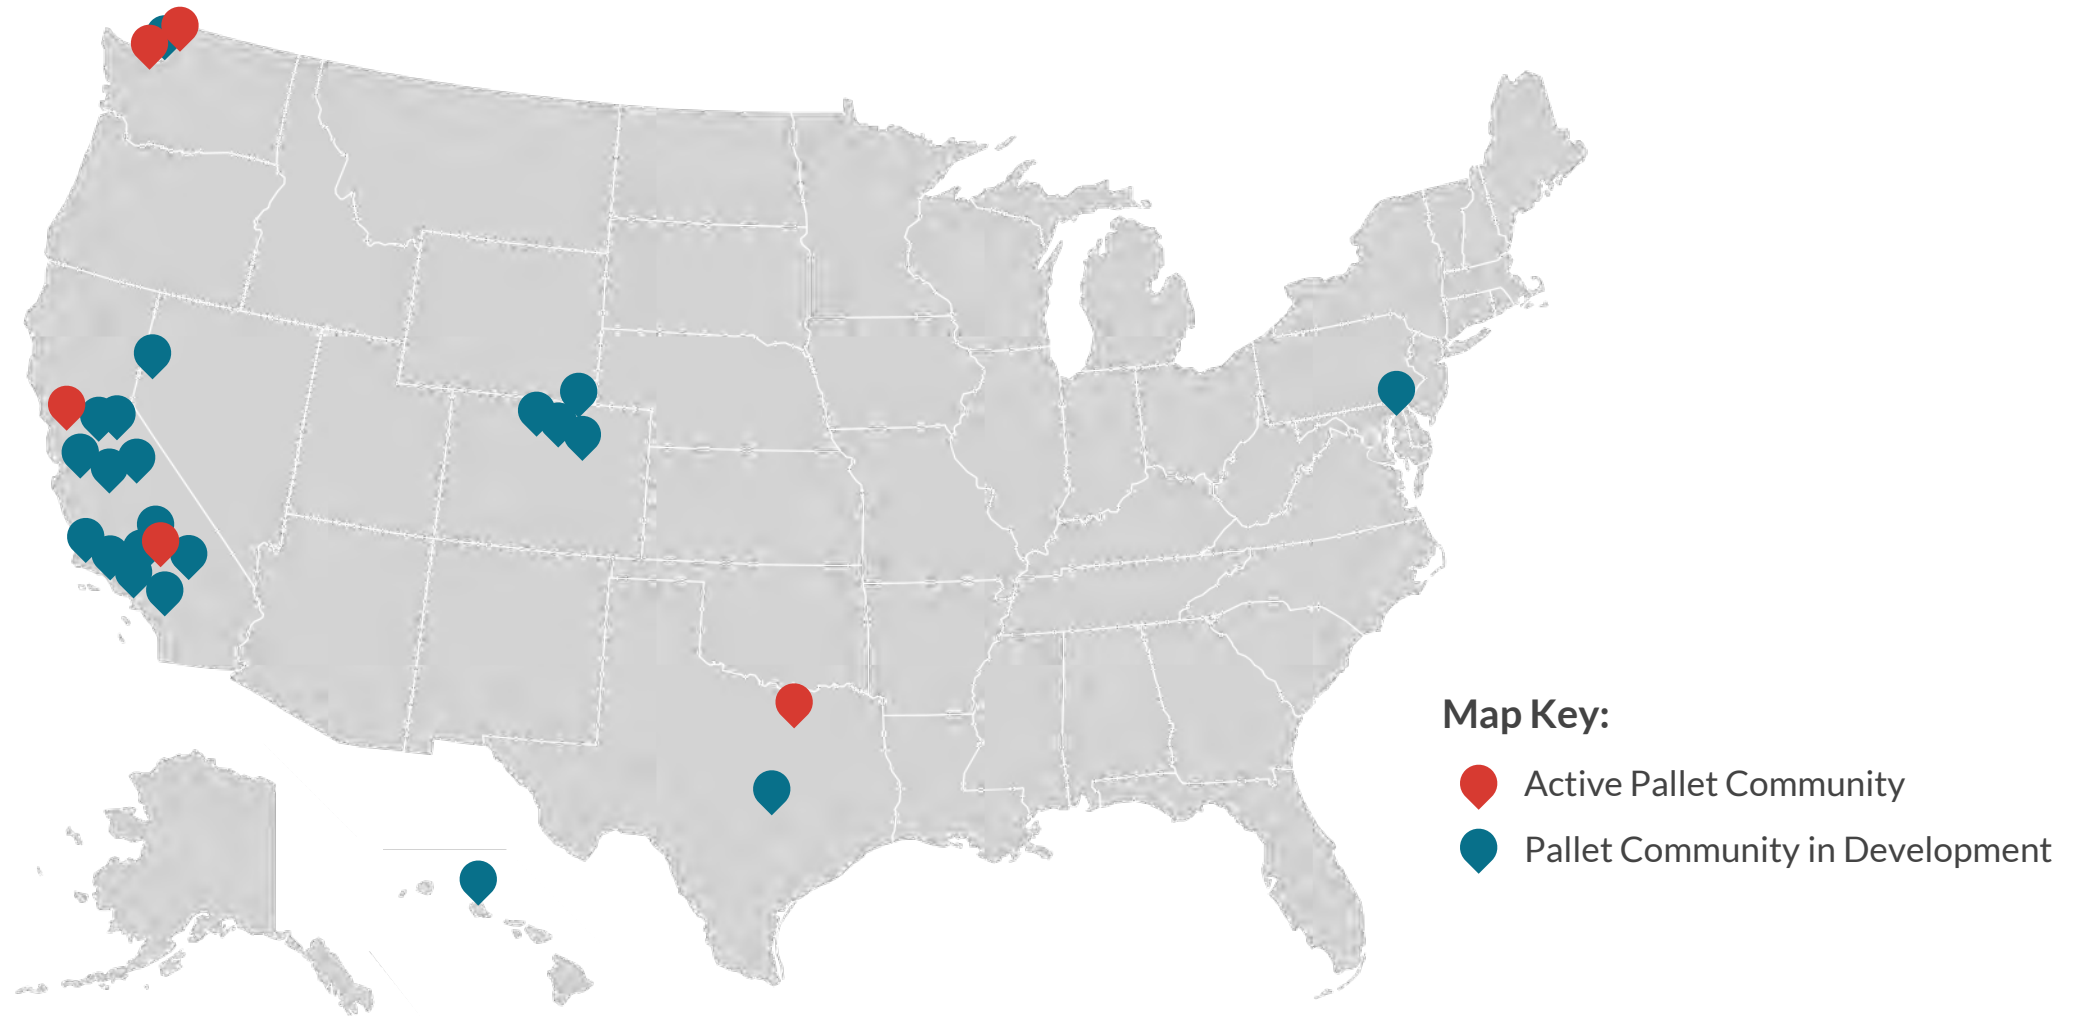 Map Key:
Active Pallet Community
Pallet Community in Development